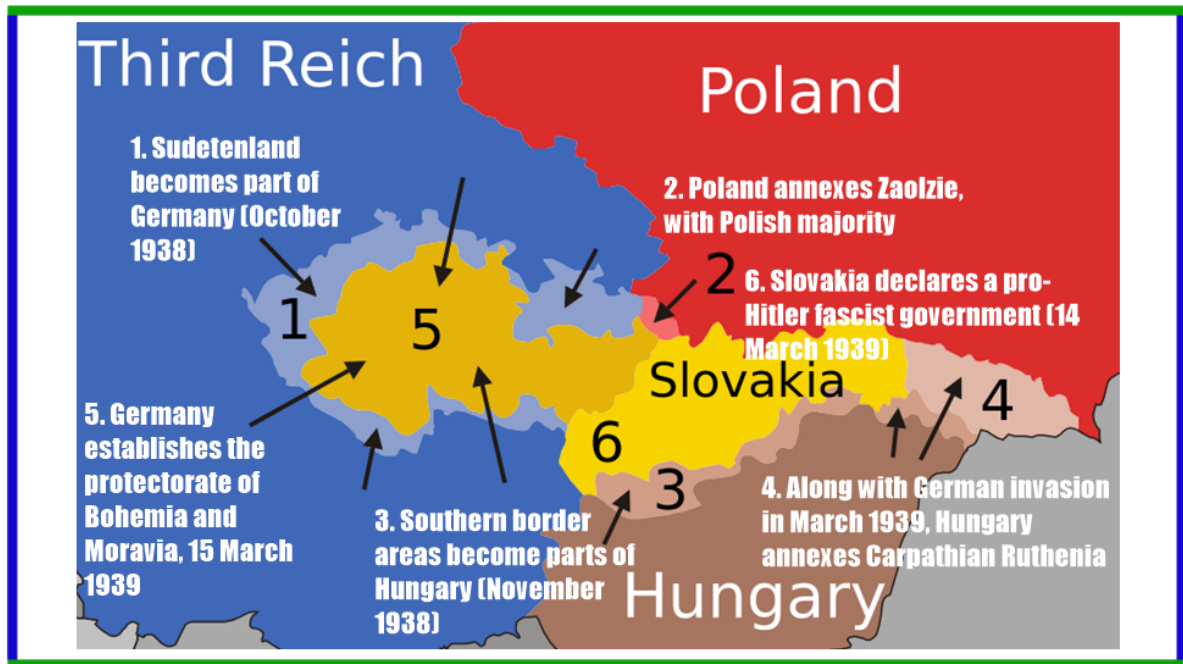 Third Reich
Poland
1. Sudetenland
becomes part of
Germany (October
1938)
2. Poland annexes Zaolzie,
with Polish majority
2
6. Slovakia declares a pro-
Hitler fascist government (14
March 1939)
1
5
Slovakia
4
6
3
5. Germany
establishes the
protectorate of
Bohemia and
Moravia, 15 March
1939
3. Southern border
areas become parts of
Hungary (November
1938)
4. Along with German invasion
in March 1939, Hungary
annexes Carpathian Ruthenia
Hungary